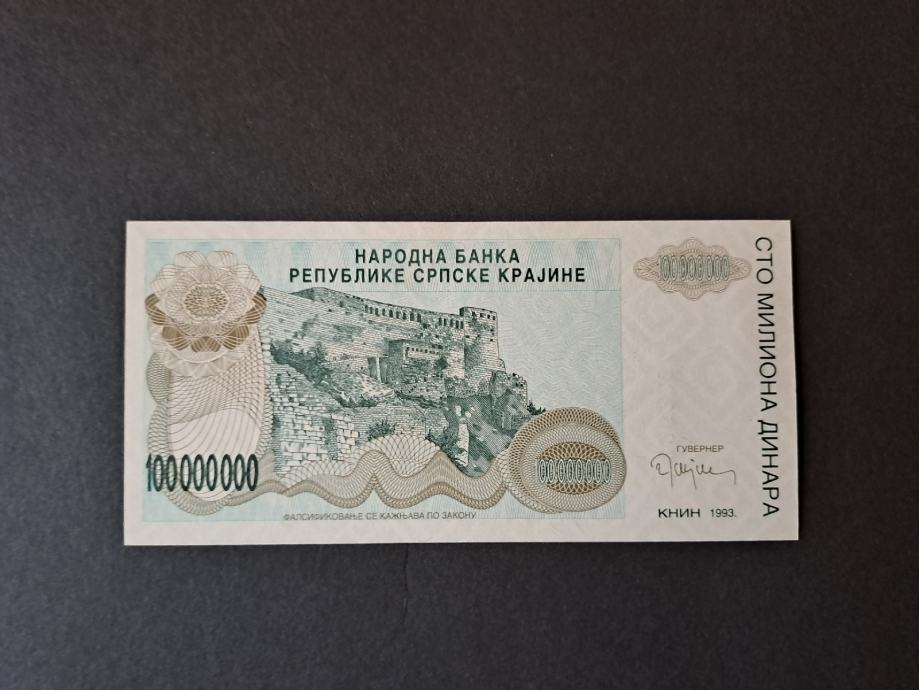 НАРОДНА БАНКА
РЕПУБЛИКЕ СРПСКЕ КРАЈИНЕ
100000000
СТО МИЛИОНА ДИНАРА
100000000
100000000
ГУВЕРНЕР
КНИН 1993.
ФАЛСИФИКОВАЊЕ СЕ КАЖЊАВА ПО ЗАКОНУ